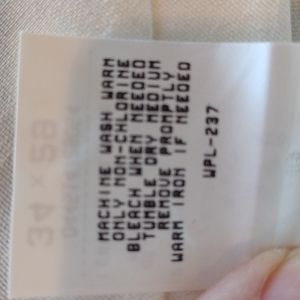 MACHINE WASH WARM
ONLY NON-CHLORINE
BLEACH WHEN NEEDED
TUMBLE DRY MEDIUM
REMOVE PROMPTLY
WARM IRON IF NEEDED
WPL-237
34 x 58